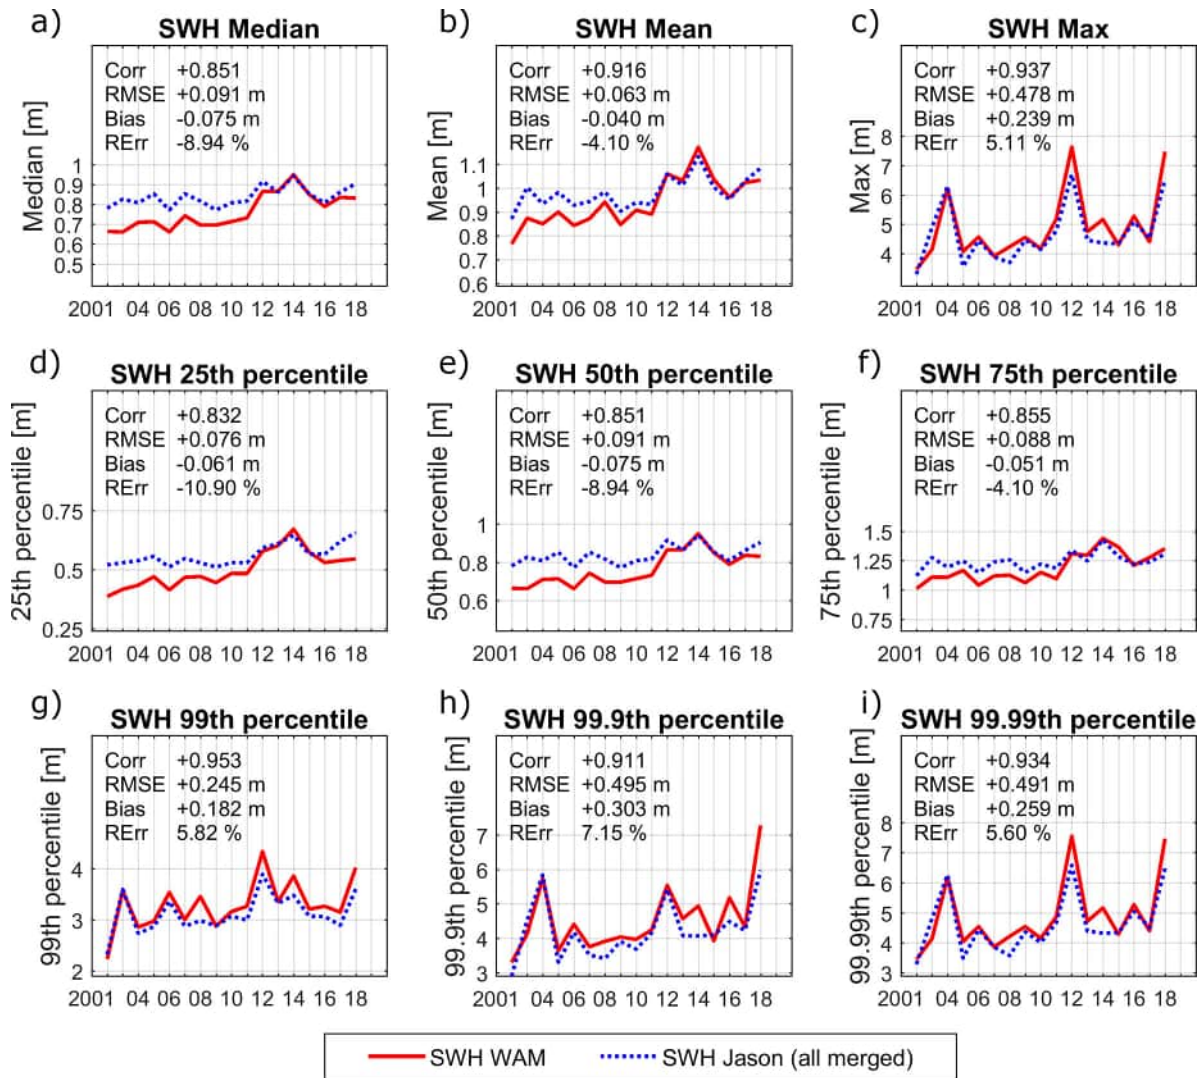 a) SWH Median
Corr +0.851
RMSE +0.091 m
Bias -0.075 m
RErr -8.94 %
Median [m]
1
0.9
0.8
0.7
0.6
0.5
2001 04 06 08 10 12 14 16 18
b) SWH Mean
Corr +0.916
RMSE +0.063 m
Bias -0.040 m
RErr -4.10 %
Mean [m]
1.1
1
0.9
0.8
0.7
0.6
2001 04 06 08 10 12 14 16 18
c) SWH Max
Corr +0.937
RMSE +0.478 m
Bias +0.239 m
RErr 5.11 %
Max [m]
8
6
5
4
2001 04 06 08 10 12 14 16 18
d) SWH 25th percentile
Corr +0.832
RMSE +0.076 m
Bias -0.061 m
RErr -10.90 %
25th percentile [m]
0.75
0.5
0.25
2001 04 06 08 10 12 14 16 18
e) SWH 50th percentile
Corr +0.851
RMSE +0.091 m
Bias -0.075 m
RErr -8.94 %
50th percentile [m]
1
0.8
0.6
2001 04 06 08 10 12 14 16 18
f) SWH 75th percentile
Corr +0.855
RMSE +0.088 m
Bias -0.051 m
RErr -4.10 %
75th percentile [m]
1.5
1.25
1
0.75
2001 04 06 08 10 12 14 16 18
g) SWH 99th percentile
Corr +0.953
RMSE +0.245 m
Bias +0.182 m
RErr 5.82 %
99th percentile [m]
4
3
2
2001 04 06 08 10 12 14 16 18
h) SWH 99.9th percentile
Corr +0.911
RMSE +0.495 m
Bias +0.303 m
RErr 7.15 %
99.9th percentile [m]
7
6
5
4
3
2001 04 06 08 10 12 14 16 18
i) SWH 99.99th percentile
Corr +0.934
RMSE +0.491 m
Bias +0.259 m
RErr 5.60 %
99.99th percentile [m]
8
7
6
5
4
3
2001 04 06 08 10 12 14 16 18
SWH WAM
SWH Jason (all merged)